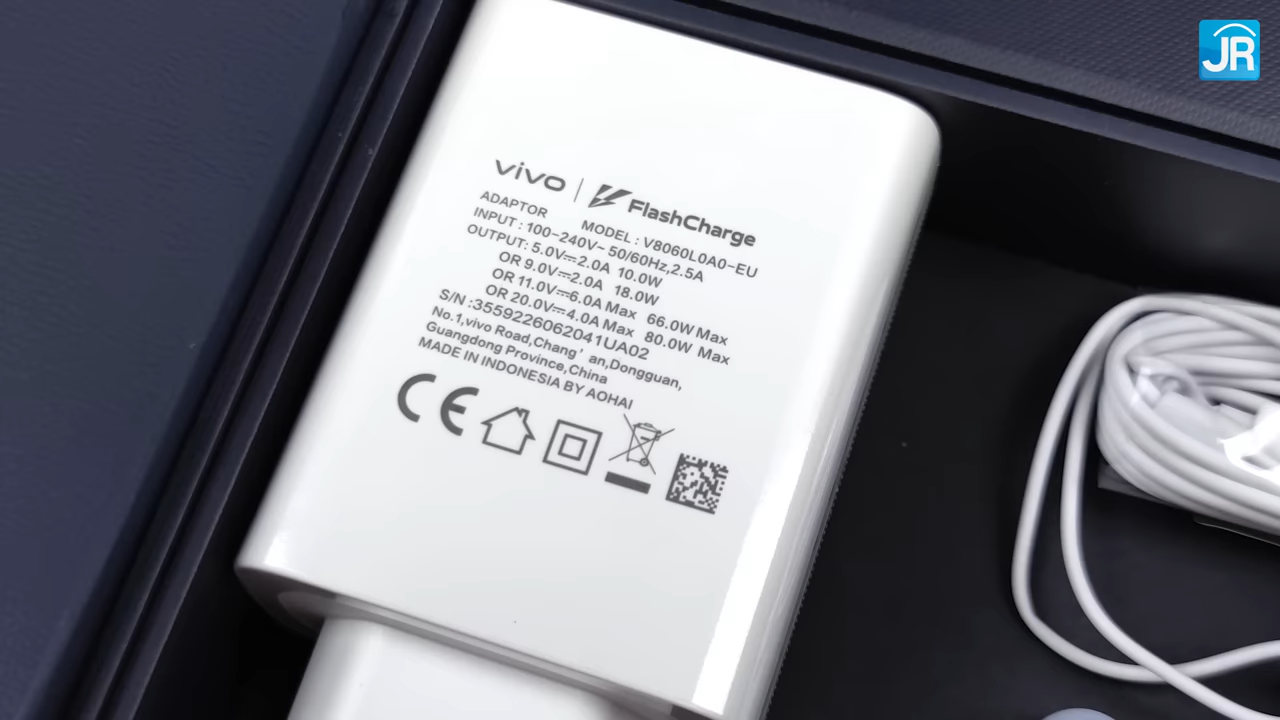 JR
vivo | FlashCharge
ADAPTOR MODEL : V8060L0A0-EU
INPUT : 100-240V~ 50/60Hz,2.5A
OUTPUT: 5.0V⎓2.0A 10.0W
OR 9.0V⎓2.0A 18.0W
OR 11.0V⎓6.0A Max 66.0W Max
OR 20.0V⎓4.0A Max 80.0W Max
S/N :3559226062041UA02
No.1,vivo Road,Chang' an,Dongguan,
Guangdong Province,China
MADE IN INDONESIA BY AOHAI
CE